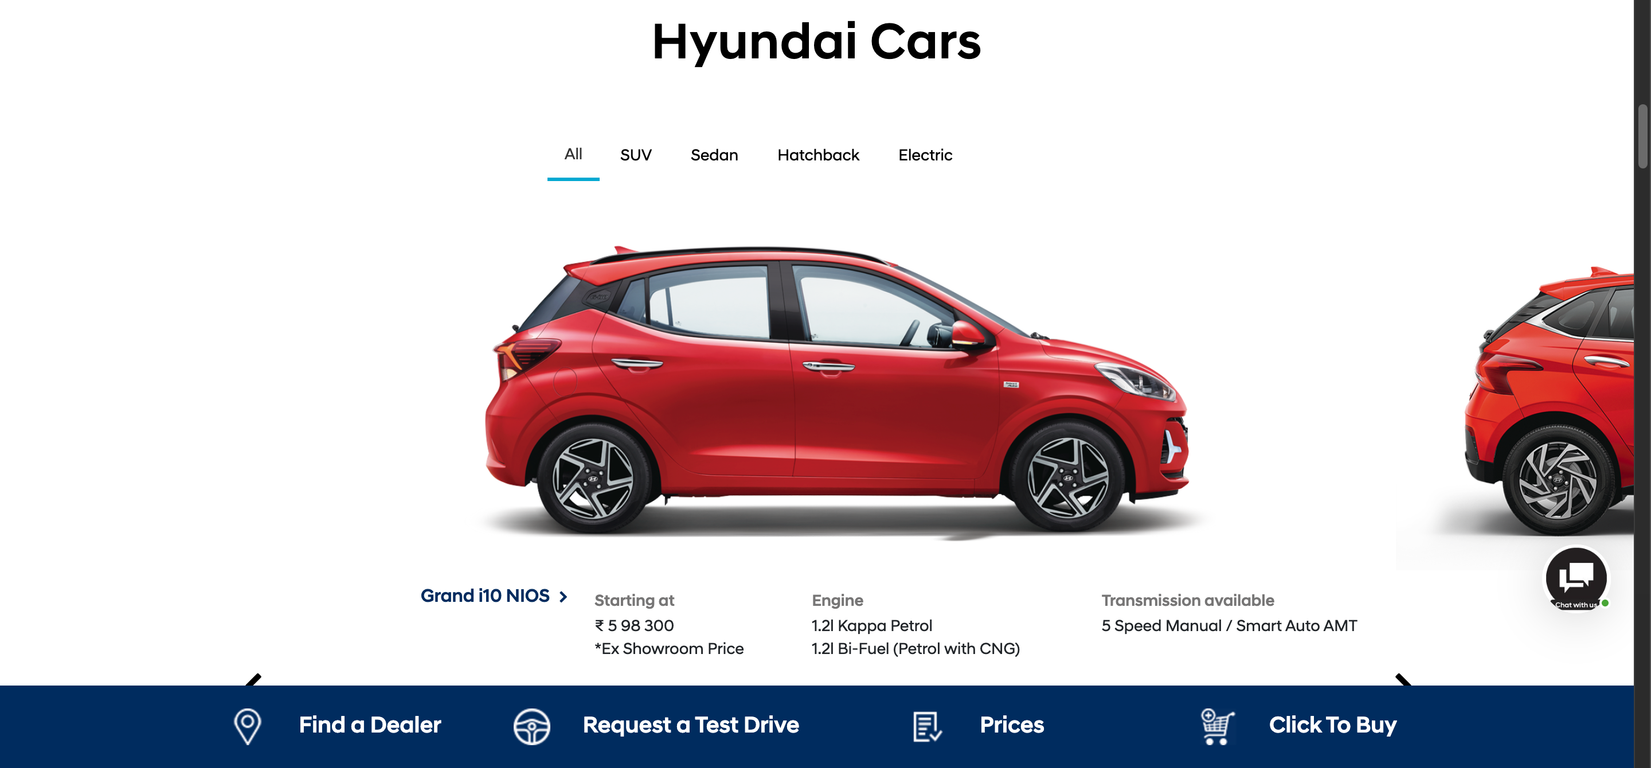 Hyundai Cars
All
SUV
Sedan
Hatchback
Electric
Grand i10 NIOS
Starting at
₹ 5 98 300
*Ex Showroom Price
Engine
1.2l Kappa Petrol
1.2l Bi-Fuel (Petrol with CNG)
Transmission available
5 Speed Manual / Smart Auto AMT
Chat with us
Find a Dealer
Request a Test Drive
Prices
Click To Buy